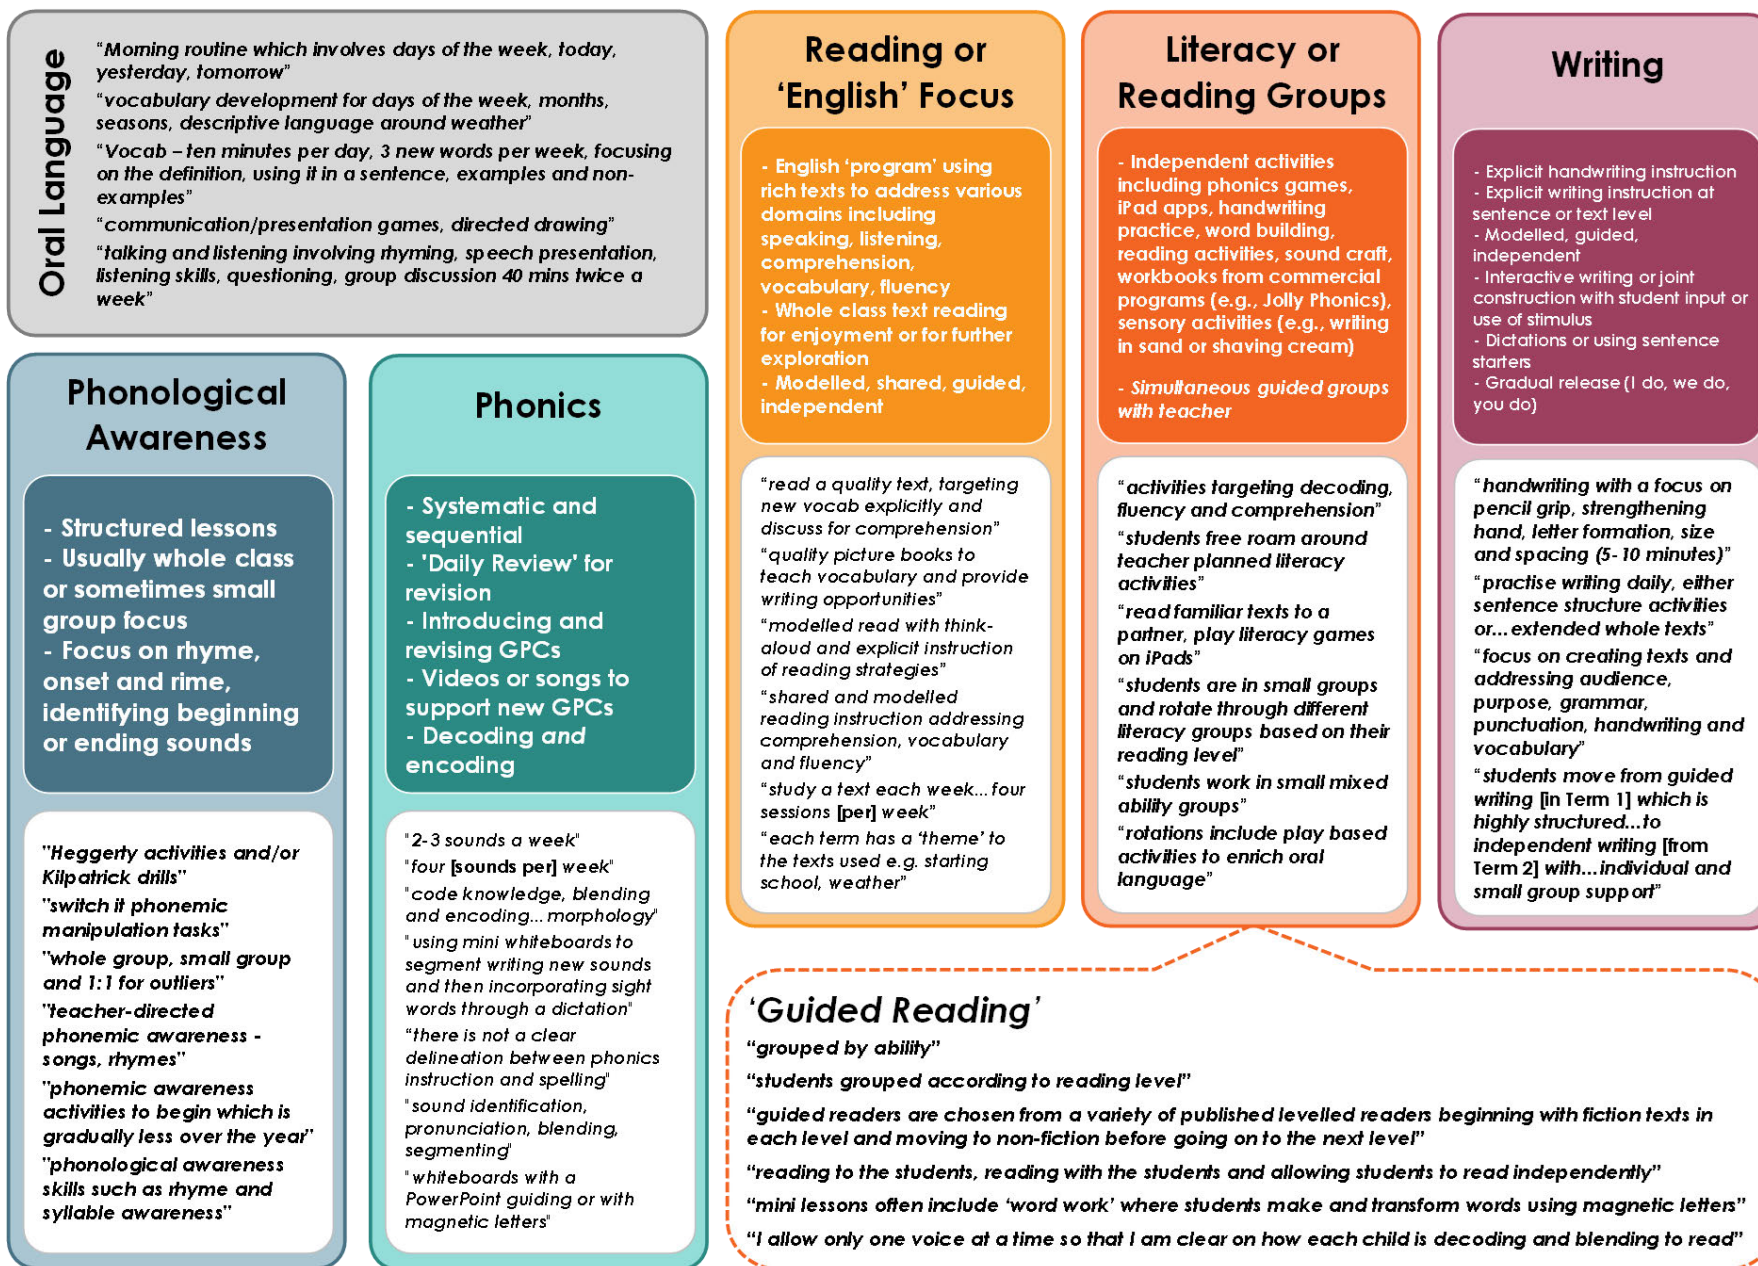 Oral Language
“Morning routine which involves days of the week, today,
yesterday, tomorrow”
“vocabulary development for days of the week, months,
seasons, descriptive language around weather”
“Vocab – ten minutes per day, 3 new words per week, focusing
on the definition, using it in a sentence, examples and non-
examples”
“communication/presentation games, directed drawing”
“talking and listening involving rhyming, speech presentation,
listening skills, questioning, group discussion 40 mins twice a
week”
Phonological
Awareness
- Structured lessons
- Usually whole class
or sometimes small
group focus
- Focus on rhyme,
onset and rime,
identifying beginning
or ending sounds
"Heggerty activities and/or
Kilpatrick drills"
"switch it phonemic
manipulation tasks"
"whole group, small group
and 1:1 for outliers"
"teacher-directed
phonemic awareness -
songs, rhymes"
"phonemic awareness
activities to begin which is
gradually less over the year"
"phonological awareness
skills such as rhyme and
syllable awareness"
Phonics
- Systematic and
sequential
- 'Daily Review' for
revision
- Introducing and
revising GPCs
- Videos or songs to
support new GPCs
- Decoding and
encoding
"2-3 sounds a week"
"four [sounds per] week"
"code knowledge, blending
and encoding... morphology"
"using mini whiteboards to
segment writing new sounds
and then incorporating sight
words through a dictation"
"there is not a clear
delineation between phonics
instruction and spelling"
"sound identification,
pronunciation, blending,
segmenting"
"whiteboards with a
PowerPoint guiding or with
magnetic letters"
Reading or
‘English’ Focus
- English ‘program’ using
rich texts to address various
domains including
speaking, listening,
comprehension,
vocabulary, fluency
- Whole class text reading
for enjoyment or for further
exploration
- Modelled, shared, guided,
independent
“read a quality text, targeting
new vocab explicitly and
discuss for comprehension”
“quality picture books to
teach vocabulary and provide
writing opportunities”
“modelled read with think-
aloud and explicit instruction
of reading strategies”
“shared and modelled
reading instruction addressing
comprehension, vocabulary
and fluency”
“study a text each week... four
sessions [per] week”
“each term has a ‘theme’ to
the texts used e.g. starting
school, weather”
Literacy or
Reading Groups
- Independent activities
including phonics games,
iPad apps, handwriting
practice, word building,
reading activities, sound craft,
workbooks from commercial
programs (e.g., Jolly Phonics),
sensory activities (e.g., writing
in sand or shaving cream)
- Simultaneous guided groups
with teacher
“activities targeting decoding,
fluency and comprehension”
“students free roam around
teacher planned literacy
activities”
“read familiar texts to a
partner, play literacy games
on iPads”
“students are in small groups
and rotate through different
literacy groups based on their
reading level”
“students work in small mixed
ability groups”
“rotations include play based
activities to enrich oral
language”
Writing
- Explicit handwriting instruction
- Explicit writing instruction at
sentence or text level
- Modelled, guided,
independent
- Interactive writing or joint
construction with student input or
use of stimulus
- Dictations or using sentence
starters
- Gradual release (I do, we do,
you do)
“handwriting with a focus on
pencil grip, strengthening
hand, letter formation, size
and spacing (5-10 minutes)”
“practise writing daily, either
sentence structure activities
or... extended whole texts”
“focus on creating texts and
addressing audience,
purpose, grammar,
punctuation, handwriting and
vocabulary”
“students move from guided
writing [in Term 1] which is
highly structured...to
independent writing [from
Term 2] with...individual and
small group support”
‘Guided Reading’
“grouped by ability”
“students grouped according to reading level”
“guided readers are chosen from a variety of published levelled readers beginning with fiction texts in
each level and moving to non-fiction before going on to the next level”
“reading to the students, reading with the students and allowing students to read independently”
“mini lessons often include ‘word work’ where students make and transform words using magnetic letters”
“I allow only one voice at a time so that I am clear on how each child is decoding and blending to read”